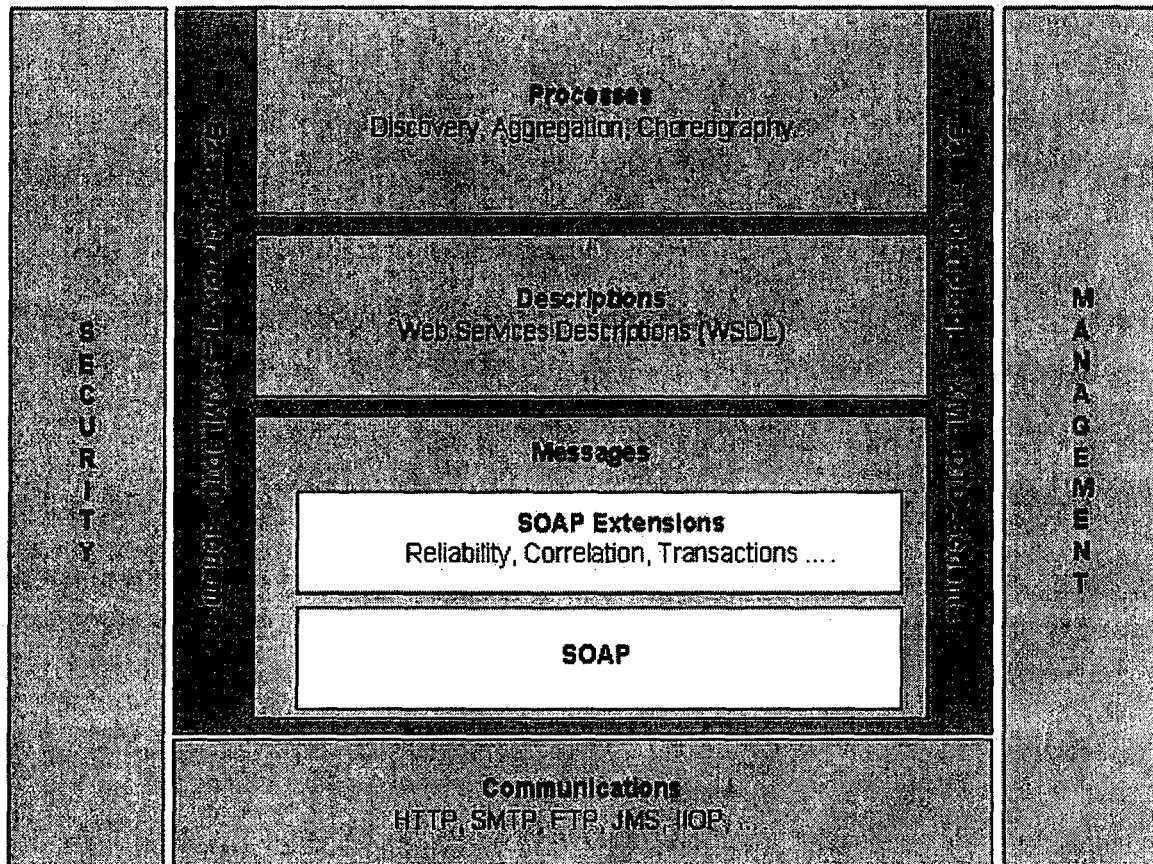 Processes
Discovery, Aggregation, Choreography...
Descriptions
Web Services Descriptions (WSDL)
Messages
SOAP Extensions
Reliability, Correlation, Transactions ....
SOAP
Communications
HTTP, SMTP, FTP, JMS, IIOP, ...
SECURITY
MANAGEMENT